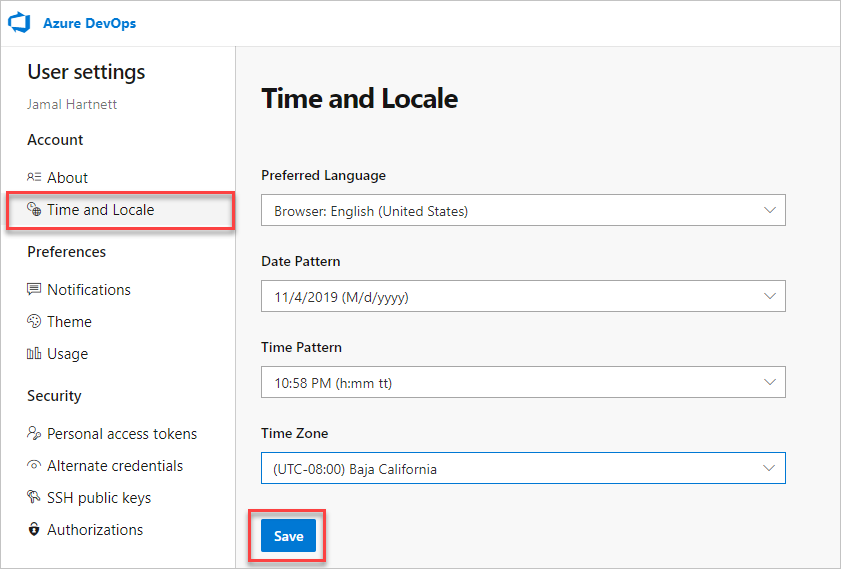 Azure DevOps
User settings
Jamal Hartnett
Account
About
Time and Locale
Preferences
Notifications
Theme
Usage
Security
Personal access tokens
Alternate credentials
SSH public keys
Authorizations
Time and Locale
Preferred Language
Browser: English (United States)
Date Pattern
11/4/2019 (M/d/yyyy)
Time Pattern
10:58 PM (h:mm tt)
Time Zone
(UTC-08:00) Baja California
Save